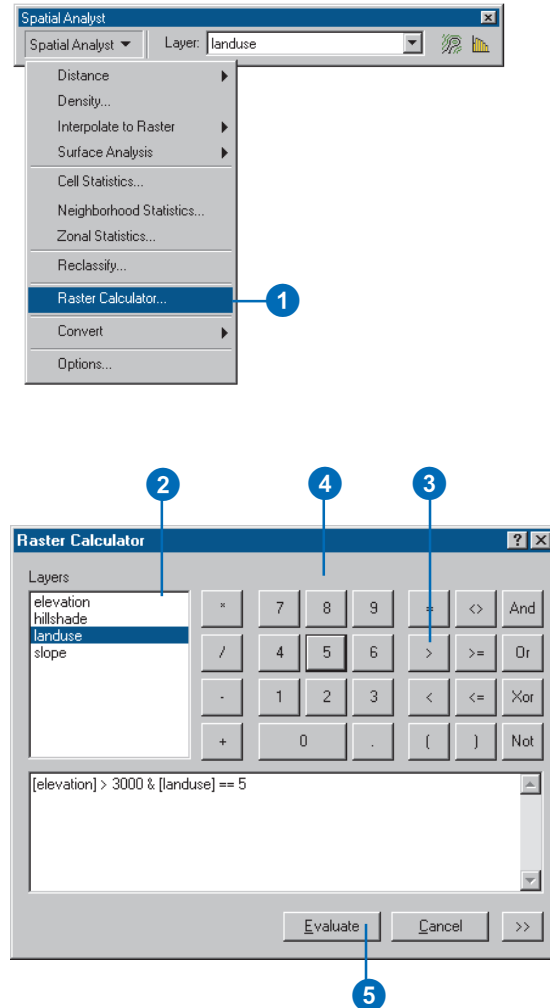 Spatial Analyst
Spatial Analyst Layer: landuse
Distance
Density...
Interpolate to Raster
Surface Analysis
Cell Statistics...
Neighborhood Statistics...
Zonal Statistics...
Reclassify...
Raster Calculator...
1
Convert
Options...
2 4 3
Raster Calculator ? X
Layers
elevation
hillshade
landuse
slope
* 7 8 9 = <> And
/ 4 5 6 > >= Or
- 1 2 3 < <= Xor
+ 0 . ( ) Not
[elevation] > 3000 & [landuse] == 5
Evaluate Cancel >>
5